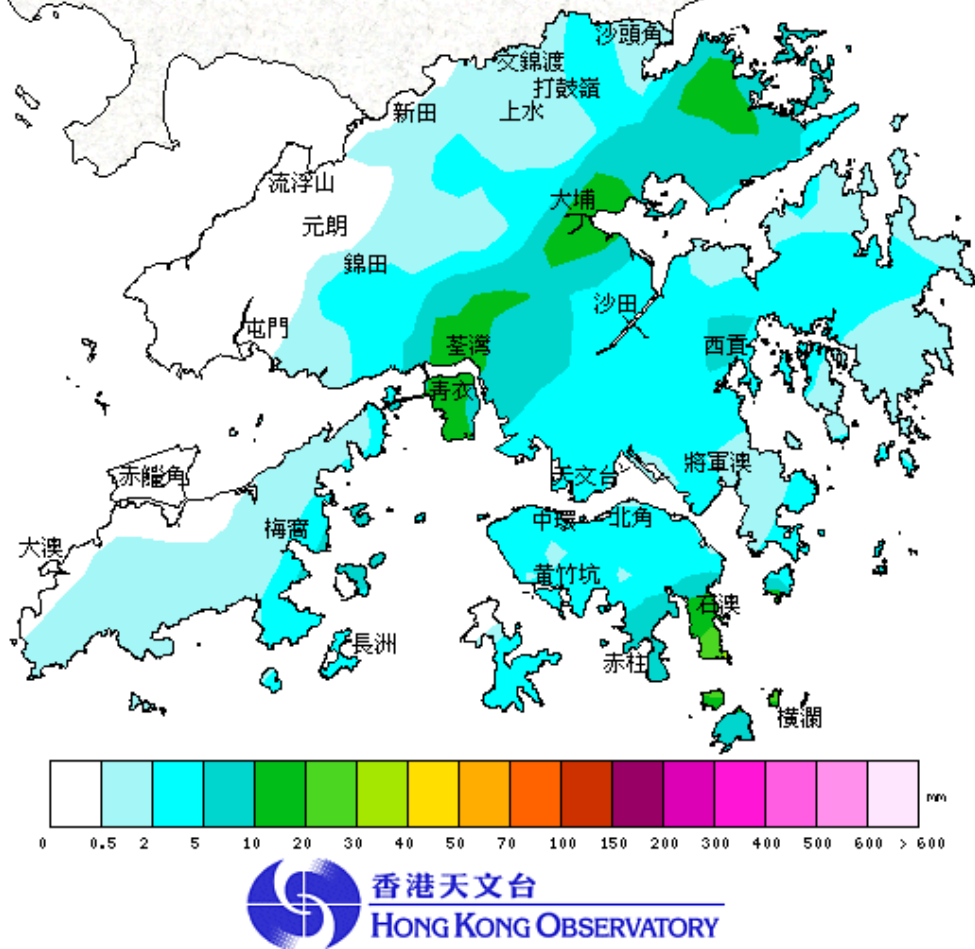 沙頭角
文錦渡
打鼓嶺
新田
上水
流浮山
大埔
元朗
錦田
沙田
屯門
荃灣
西貢
青衣
赤鱲角
天文台
將軍澳
梅窩
中環
北角
大澳
黃竹坑
石澳
長洲
赤柱
橫瀾
mm
0 0.5 2 5 10 20 30 40 50 70 100 150 200 300 400 500 600 > 600
香港天文台
HONG KONG OBSERVATORY